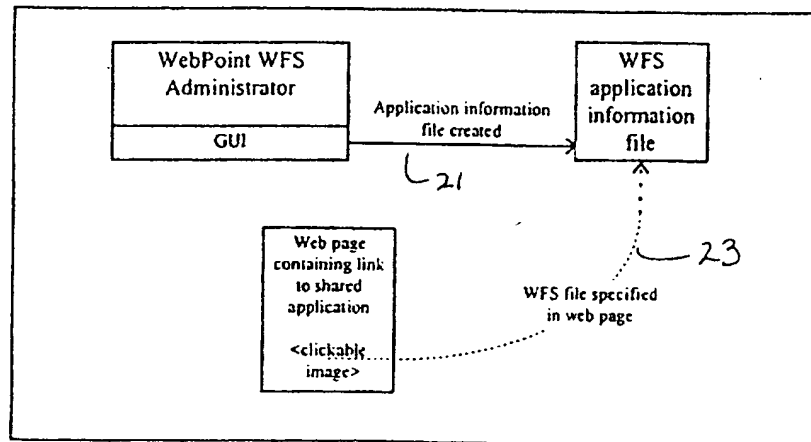 WebPoint WFS
Administrator
GUI
Application information
file created
WFS
application
information
file
21
Web page
containing link
to shared
application
<clickable
image>
23
WFS file specified
in web page